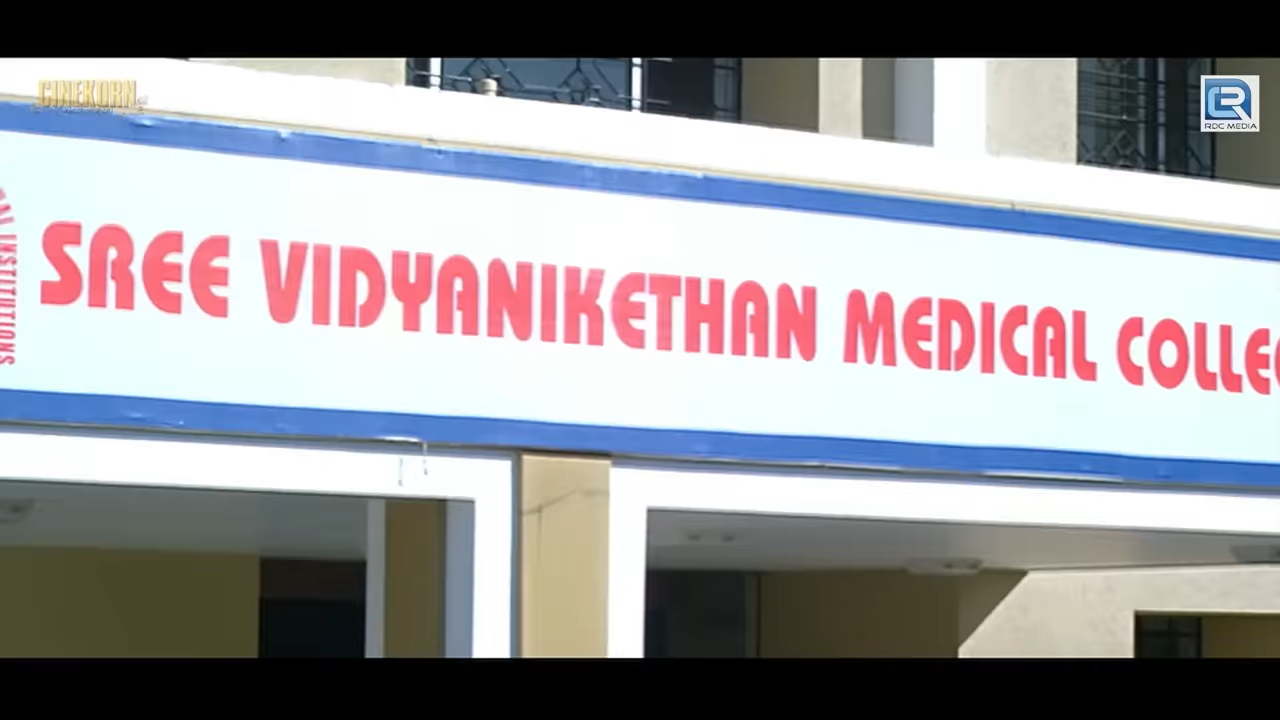 CINEKORN
RDC MEDIA
INSTITUTIONS
SREE VIDYANIKETHAN MEDICAL COLLE